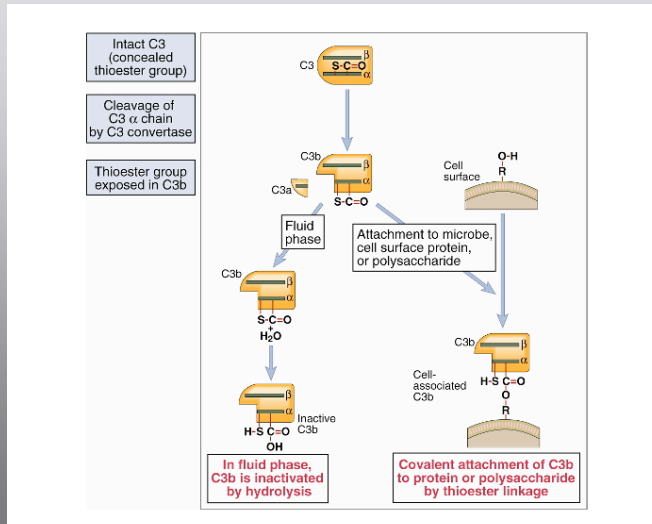 Intact C3
(concealed
thioester group)
Cleavage of
C3 α chain
by C3 convertase
Thioester group
exposed in C3b
C3
β
S-C=O
α
C3b
β
α
C3a
S-C=O
Cell
surface
O-H
R
Fluid
phase
Attachment to microbe,
cell surface protein,
or polysaccharide
C3b
β
α
S-C=O
+
H₂O
β
α
Inactive
C3b
H-S C=O
OH
C3b
β
α
Cell-
associated
C3b
H-S C=O
O
R
In fluid phase,
C3b is inactivated
by hydrolysis
Covalent attachment of C3b
to protein or polysaccharide
by thioester linkage